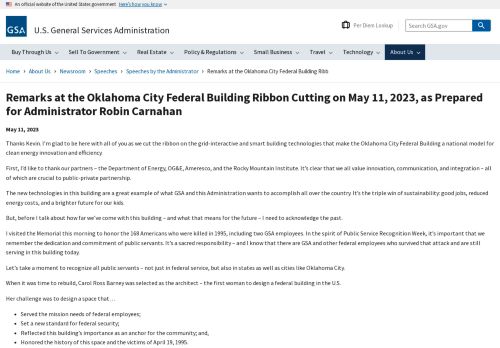 An official website of the United States government Here's how you know
GSA U.S. General Services Administration
Per Diem Lookup
Search GSA.gov
Buy Through Us Sell To Government Real Estate Policy & Regulations Small Business Travel Technology About Us
Home › About Us › Newsroom › Speeches › Speeches by the Administrator › Remarks at the Oklahoma City Federal Building Ribb
Remarks at the Oklahoma City Federal Building Ribbon Cutting on May 11, 2023, as Prepared
for Administrator Robin Carnahan
May 11, 2023
Thanks Kevin. I'm glad to be here with all of you as we cut the ribbon on the grid-interactive and smart building technologies that make the Oklahoma City Federal Building a national model for
clean energy innovation and efficiency.
First, I'd like to thank our partners – the Department of Energy, OG&E, Ameresco, and the Rocky Mountain Institute. It's clear that we all value innovation, communication, and integration – all
of which are crucial to public-private partnership.
The new technologies in this building are a great example of what GSA and this Administration wants to accomplish all over the country. It's the triple win of sustainability: good jobs, reduced
energy costs, and a brighter future for our kids.
But, before I talk about how far we've come with this building – and what that means for the future – I need to acknowledge the past.
I visited the Memorial this morning to honor the 168 Americans who were killed in 1995, including two GSA employees. In the spirit of Public Service Recognition Week, it's important that we
remember the dedication and commitment of public servants. It's a sacred responsibility – and I know that there are GSA and other federal employees who survived that attack and are still
serving in this building today.
Let's take a moment to recognize all public servants – not just in federal service, but also in states as well as cities like Oklahoma City.
When it was time to rebuild, Carol Ross Barney was selected as the architect – the first woman to design a federal building in the U.S.
Her challenge was to design a space that . . .
• Served the mission needs of federal employees;
• Set a new standard for federal security;
• Reflected this building's importance as an anchor for the community; and,
• Honored the history of this space and the victims of April 19, 1995.